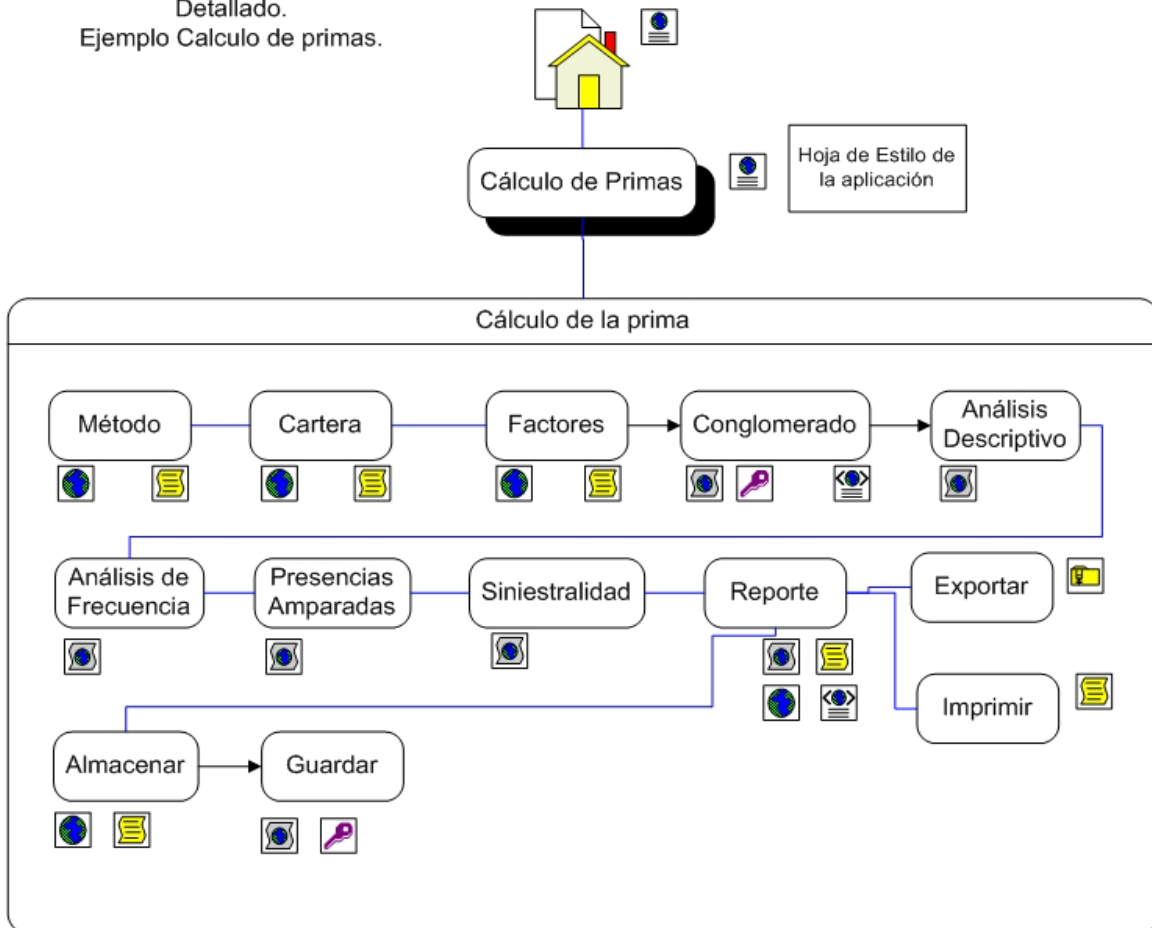 Detallado.
Ejemplo Calculo de primas.
Cálculo de Primas
Hoja de Estilo de
la aplicación
Cálculo de la prima
Método
Cartera
Factores
Conglomerado
Análisis
Descriptivo
Análisis de
Frecuencia
Presencias
Amparadas
Siniestralidad
Reporte
Exportar
Imprimir
Almacenar
Guardar